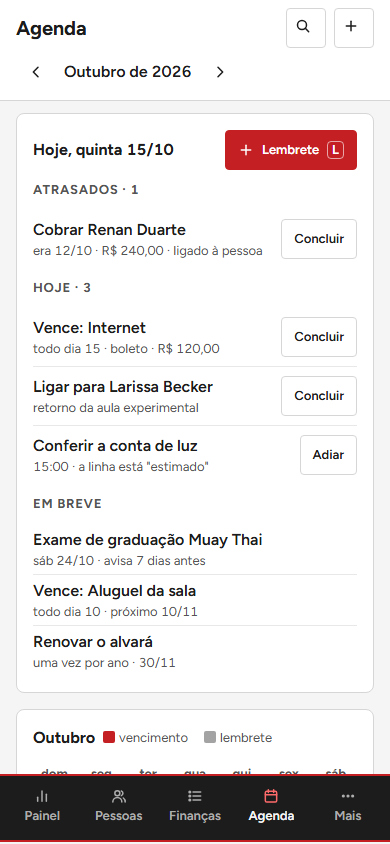 Agenda
Outubro de 2026
Hoje, quinta 15/10
Lembrete L
ATRASADOS · 1
Cobrar Renan Duarte
era 12/10 · R$ 240,00 · ligado à pessoa
Concluir
HOJE · 3
Vence: Internet
todo dia 15 · boleto · R$ 120,00
Concluir
Ligar para Larissa Becker
retorno da aula experimental
Concluir
Conferir a conta de luz
15:00 · a linha está "estimado"
Adiar
EM BREVE
Exame de graduação Muay Thai
sáb 24/10 · avisa 7 dias antes
Vence: Aluguel da sala
todo dia 10 · próximo 10/11
Renovar o alvará
uma vez por ano · 30/11
Outubro vencimento lembrete
dom seg ter qua qui sex sáb
Painel Pessoas Finanças Agenda Mais